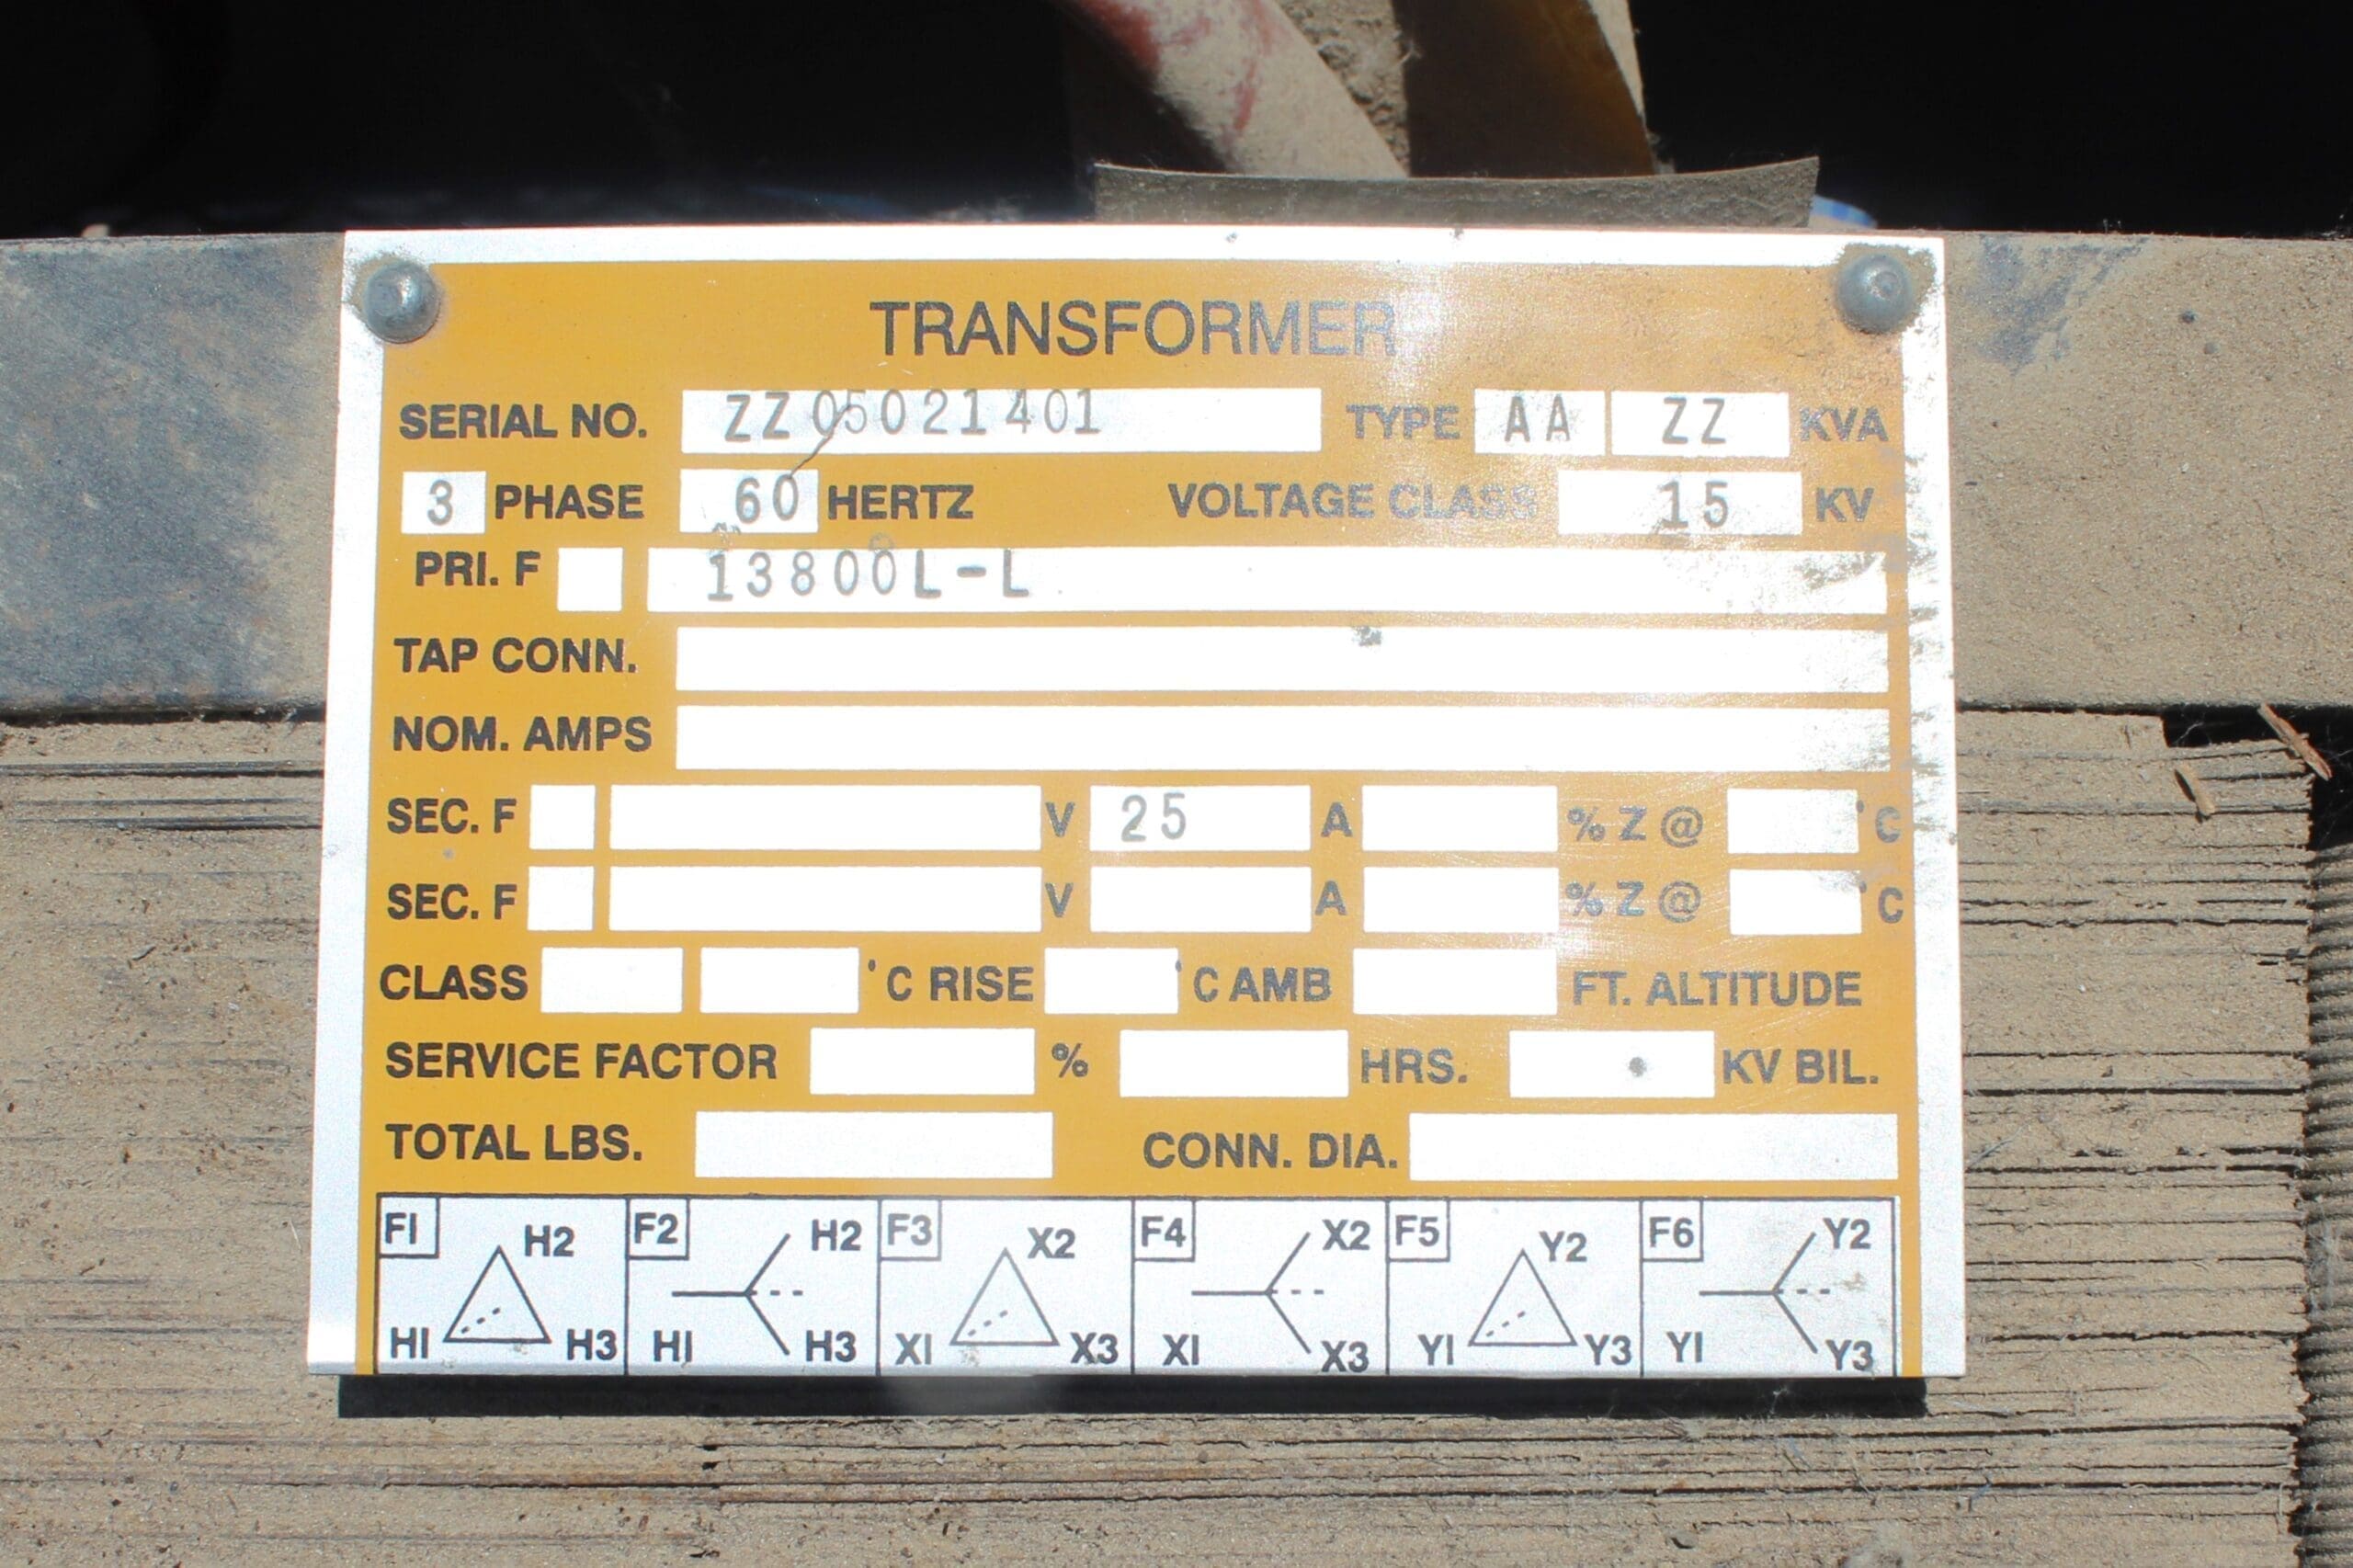 TRANSFORMER
SERIAL NO. ZZ05021401 TYPE AA ZZ KVA
3 PHASE 60 HERTZ VOLTAGE CLASS 15 KV
PRI. F 13800L-L
TAP CONN.
NOM. AMPS
SEC. F V 25 A % Z @ °C
SEC. F V A % Z @ °C
CLASS °C RISE °C AMB FT. ALTITUDE
SERVICE FACTOR % HRS. KV BIL.
TOTAL LBS. CONN. DIA.
F1 H2 F2 H2 F3 X2 F4 X2 F5 Y2 F6 Y2
H1 H3 H1 H3 X1 X3 X1 X3 Y1 Y3 Y1 Y3